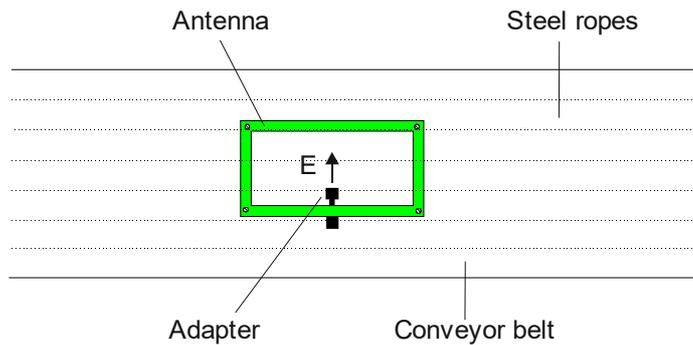 Antenna
Steel ropes
E
Adapter
Conveyor belt